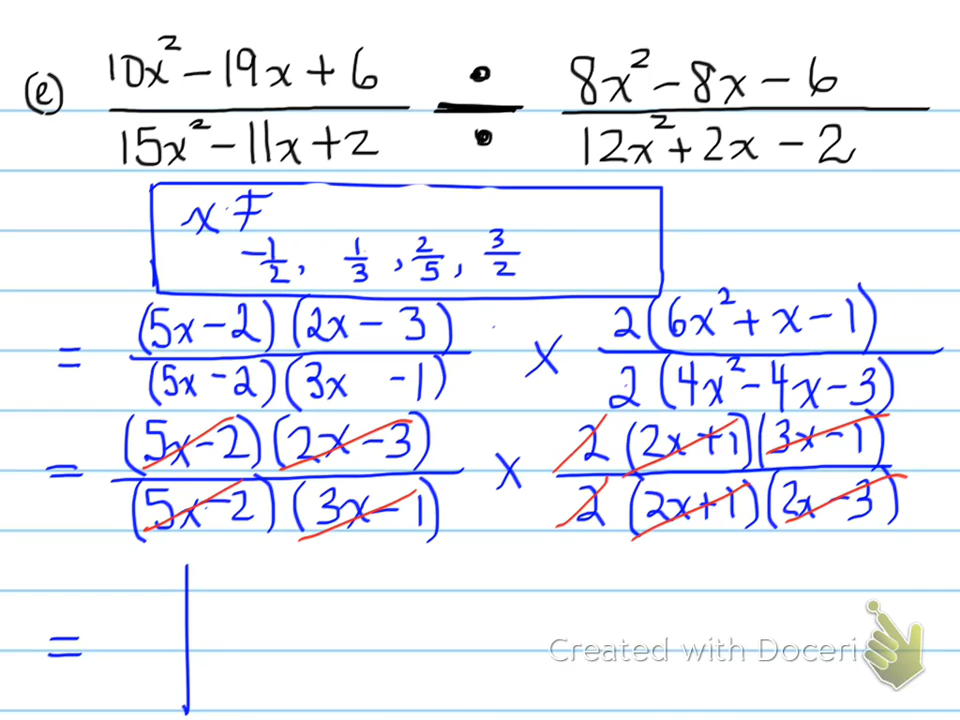 (e) (10x² - 19x + 6)/(15x² - 11x + 2) ÷ (8x² - 8x - 6)/(12x² + 2x - 2)
x ≠ -1/2, 1/3, 2/5, 3/2
= (5x - 2)(2x - 3)/(5x - 2)(3x - 1) × 2(6x² + x - 1)/2(4x² - 4x - 3)
= (5x - 2)(2x - 3)/(5x - 2)(3x - 1) × 2(2x + 1)(3x - 1)/2(2x + 1)(2x - 3)
= 1
Created with Doceri